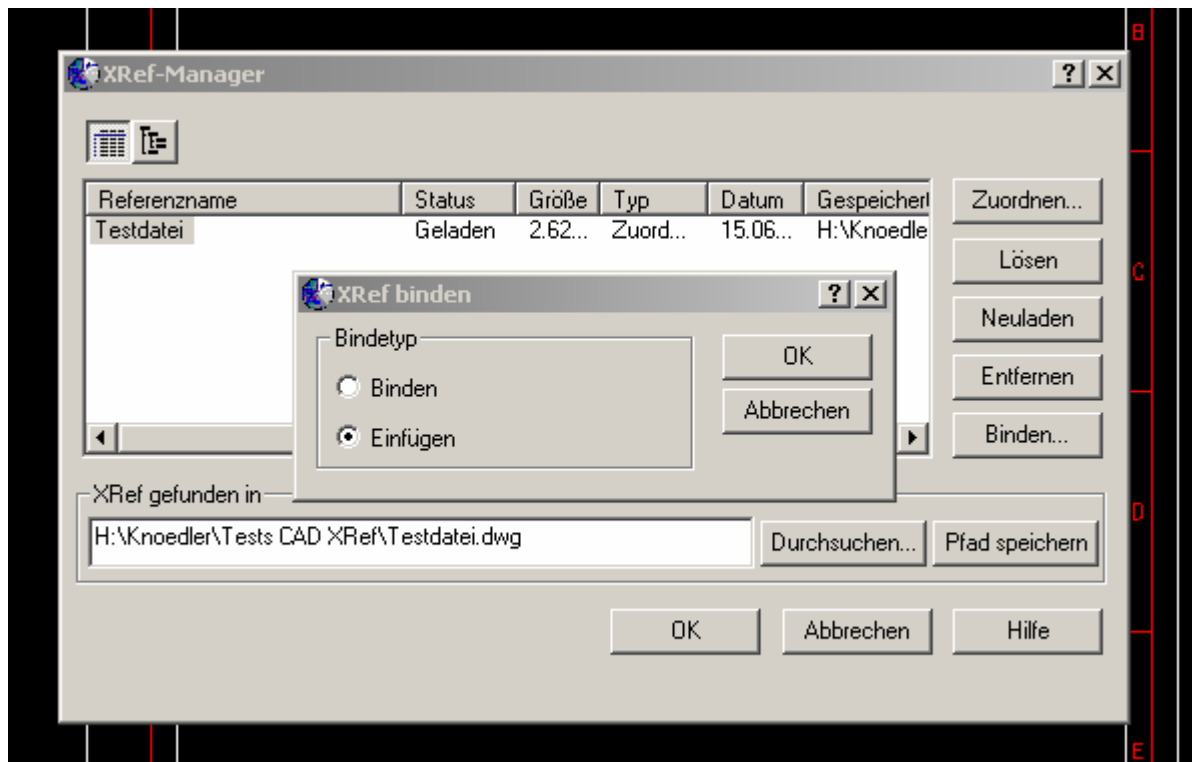 B
XRef-Manager
Referenzname Status Größe Typ Datum Gespeichert
Testdatei Geladen 2.62... Zuord... 15.06... H:\Knoedle
Zuordnen...
Lösen
C
XRef binden
Neuladen
Bindetyp
OK
Binden
Entfernen
Abbrechen
Einfügen
Binden...
XRef gefunden in
D
H:\Knoedler\Tests CAD XRef\Testdatei.dwg
Durchsuchen... Pfad speichern
OK Abbrechen Hilfe
E